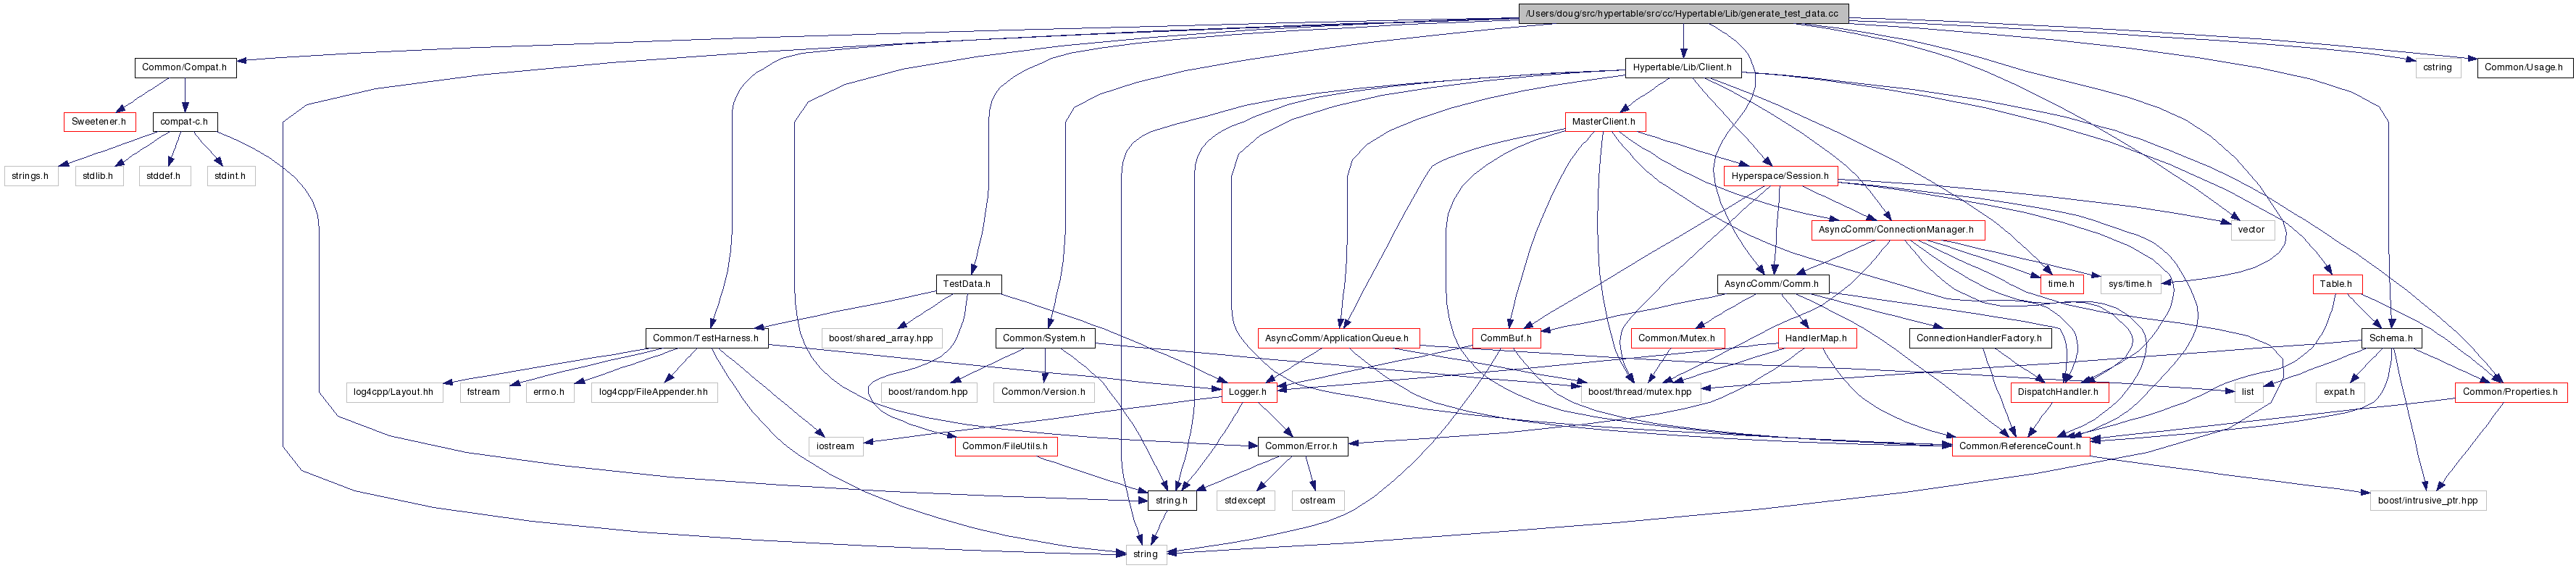 /Users/doug/src/hypertable/src/cc/Hypertable/Lib/generate_test_data.cc
Common/Compat.h
Hypertable/Lib/Client.h
cstring
Common/Usage.h
Sweetener.h
compat-c.h
MasterClient.h
strings.h
stdlib.h
stddef.h
stdint.h
Hyperspace/Session.h
AsyncComm/ConnectionManager.h
vector
TestData.h
AsyncComm/Comm.h
time.h
sys/time.h
Table.h
Common/TestHarness.h
boost/shared_array.hpp
Common/System.h
AsyncComm/ApplicationQueue.h
CommBuf.h
Common/Mutex.h
HandlerMap.h
ConnectionHandlerFactory.h
Schema.h
log4cpp/Layout.hh
fstream
errno.h
log4cpp/FileAppender.hh
boost/random.hpp
Common/Version.h
Logger.h
boost/thread/mutex.hpp
DispatchHandler.h
list
expat.h
Common/Properties.h
iostream
Common/FileUtils.h
Common/Error.h
Common/ReferenceCount.h
string.h
stdexcept
ostream
boost/intrusive_ptr.hpp
string